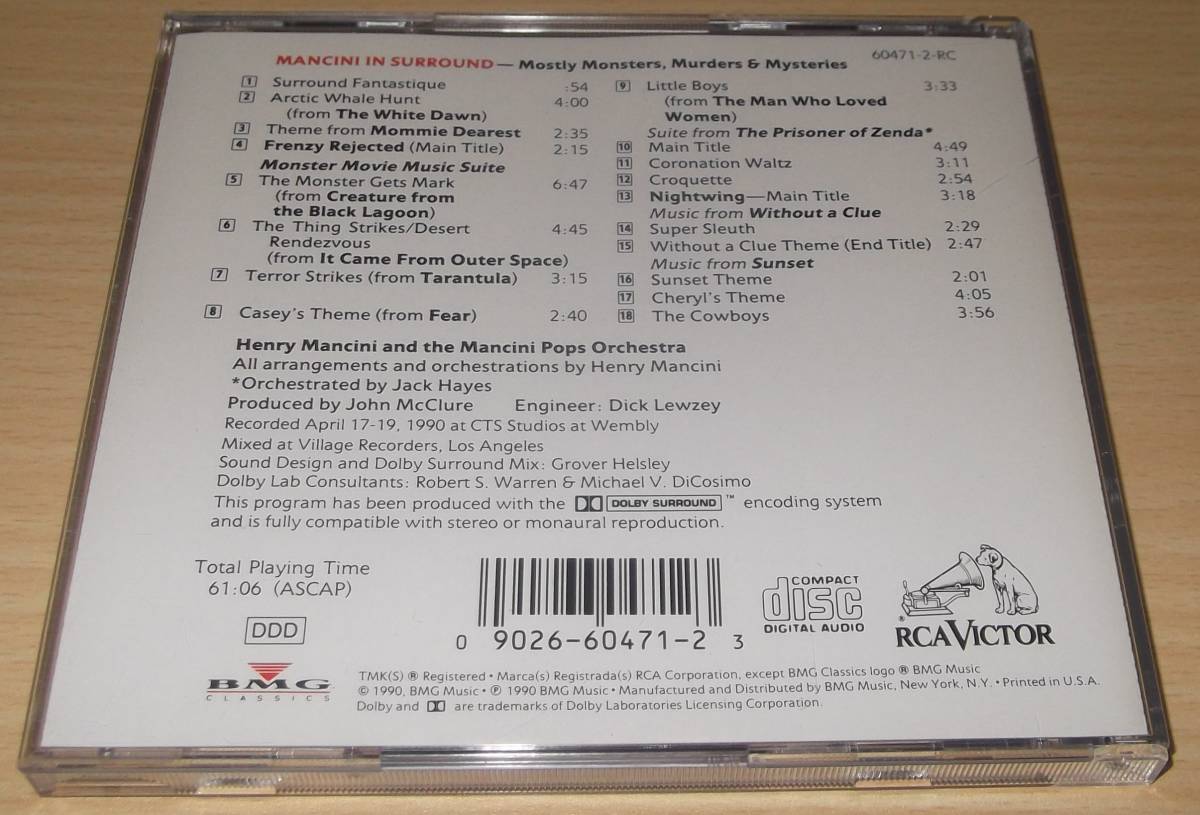 MANCINI IN SURROUND — Mostly Monsters, Murders & Mysteries
60471-2-RC
1 Surround Fantastique :54
2 Arctic Whale Hunt 4:00
(from The White Dawn)
3 Theme from Mommie Dearest 2:35
4 Frenzy Rejected (Main Title) 2:15
Monster Movie Music Suite
5 The Monster Gets Mark 6:47
(from Creature from
the Black Lagoon)
6 The Thing Strikes/Desert 4:45
Rendezvous
(from It Came From Outer Space)
7 Terror Strikes (from Tarantula) 3:15
8 Casey's Theme (from Fear) 2:40
9 Little Boys 3:33
(from The Man Who Loved
Women)
Suite from The Prisoner of Zenda*
10 Main Title 4:49
11 Coronation Waltz 3:11
12 Croquette 2:54
13 Nightwing—Main Title 3:18
Music from Without a Clue
14 Super Sleuth 2:29
15 Without a Clue Theme (End Title) 2:47
Music from Sunset
16 Sunset Theme 2:01
17 Cheryl's Theme 4:05
18 The Cowboys 3:56
Henry Mancini and the Mancini Pops Orchestra
All arrangements and orchestrations by Henry Mancini
*Orchestrated by Jack Hayes
Produced by John McClure Engineer: Dick Lewzey
Recorded April 17-19, 1990 at CTS Studios at Wembly
Mixed at Village Recorders, Los Angeles
Sound Design and Dolby Surround Mix: Grover Helsley
Dolby Lab Consultants: Robert S. Warren & Michael V. DiCosimo
This program has been produced with the DOLBY SURROUND™ encoding system
and is fully compatible with stereo or monaural reproduction.
Total Playing Time
61:06 (ASCAP)
DDD
0 9026-60471-2 3
COMPACT
disc
DIGITAL AUDIO
®
RCA VICTOR
BMG
CLASSICS
TMK(S) ® Registered • Marca(s) Registrada(s) RCA Corporation, except BMG Classics logo ® BMG Music
© 1990, BMG Music • ℗ 1990 BMG Music • Manufactured and Distributed by BMG Music, New York, N.Y. • Printed in U.S.A.
Dolby and are trademarks of Dolby Laboratories Licensing Corporation.